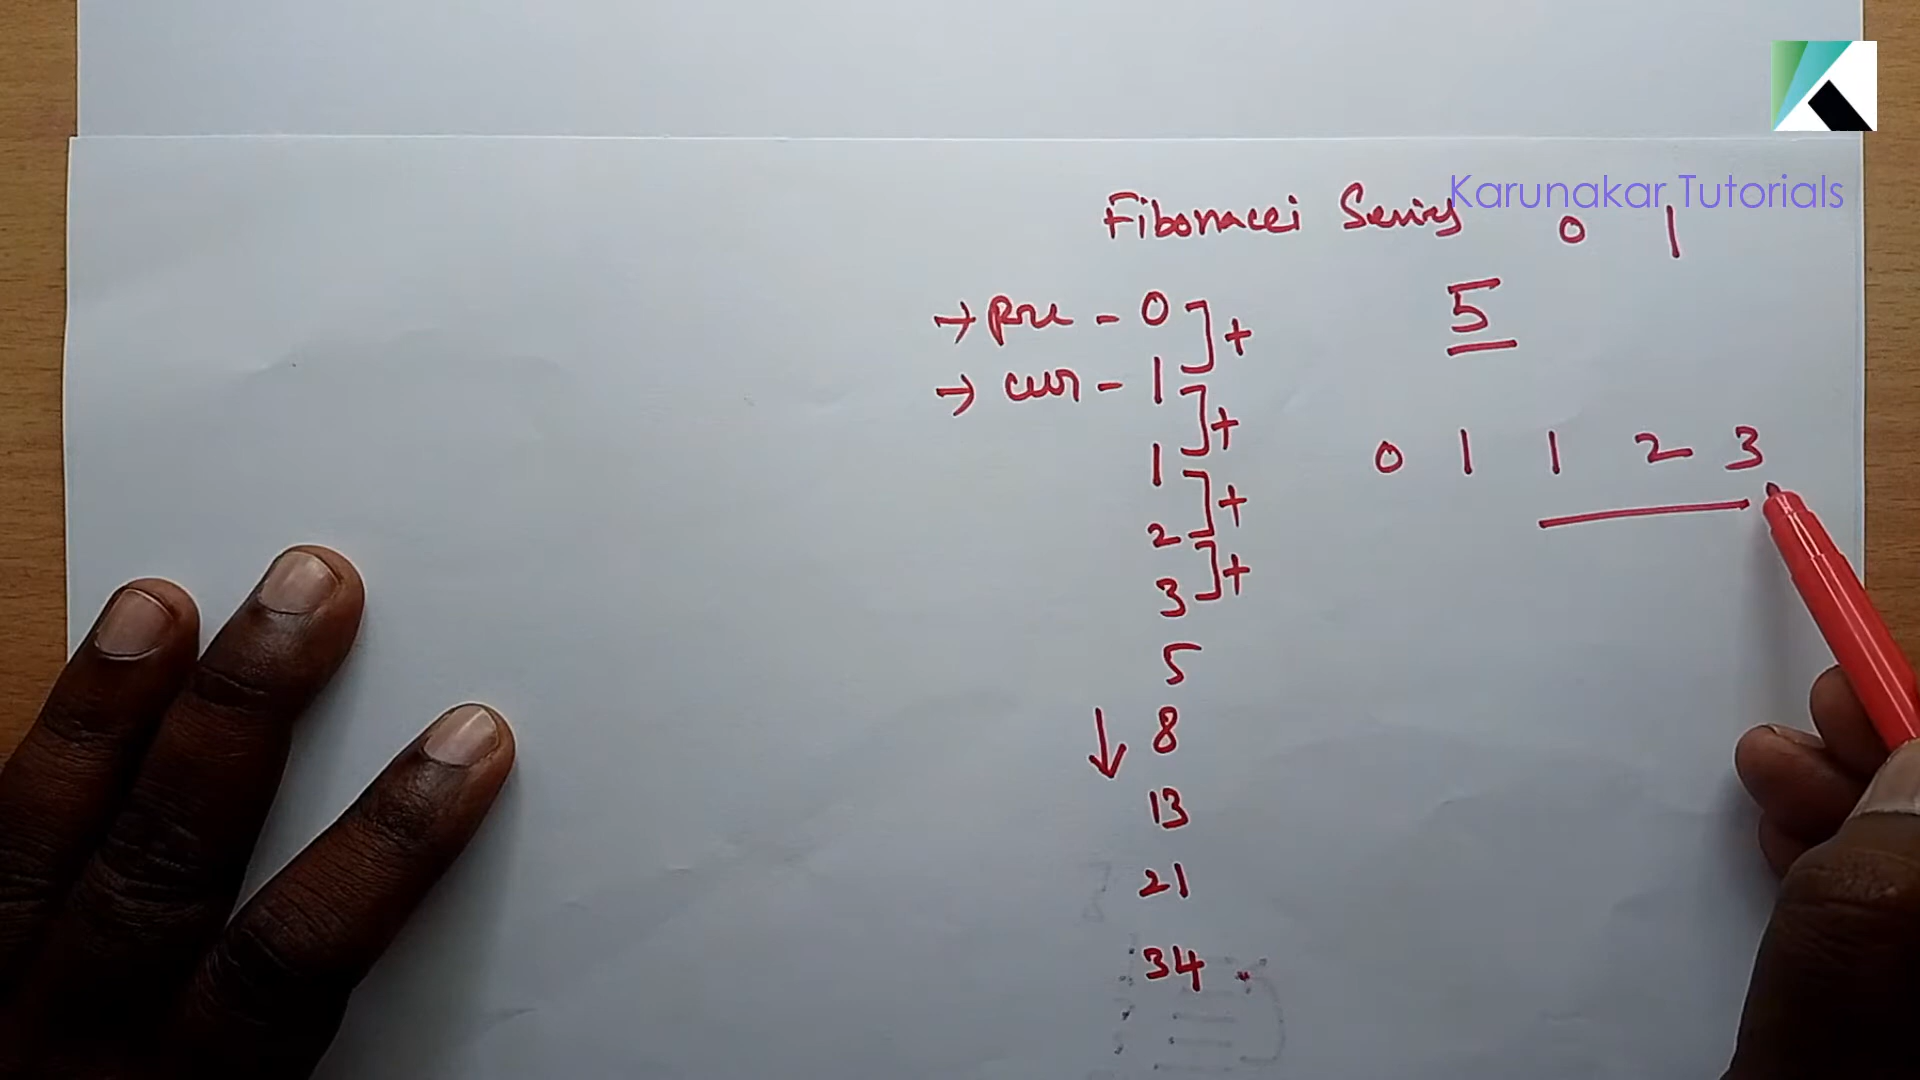 Karunakar Tutorials
Fibonacci Series 0 1
5
→ pre - 0 ] +
→ curr - 1 ] +
1 ] +
2 ] +
3
5
↓ 8
13
21
34
0 1 1 2 3